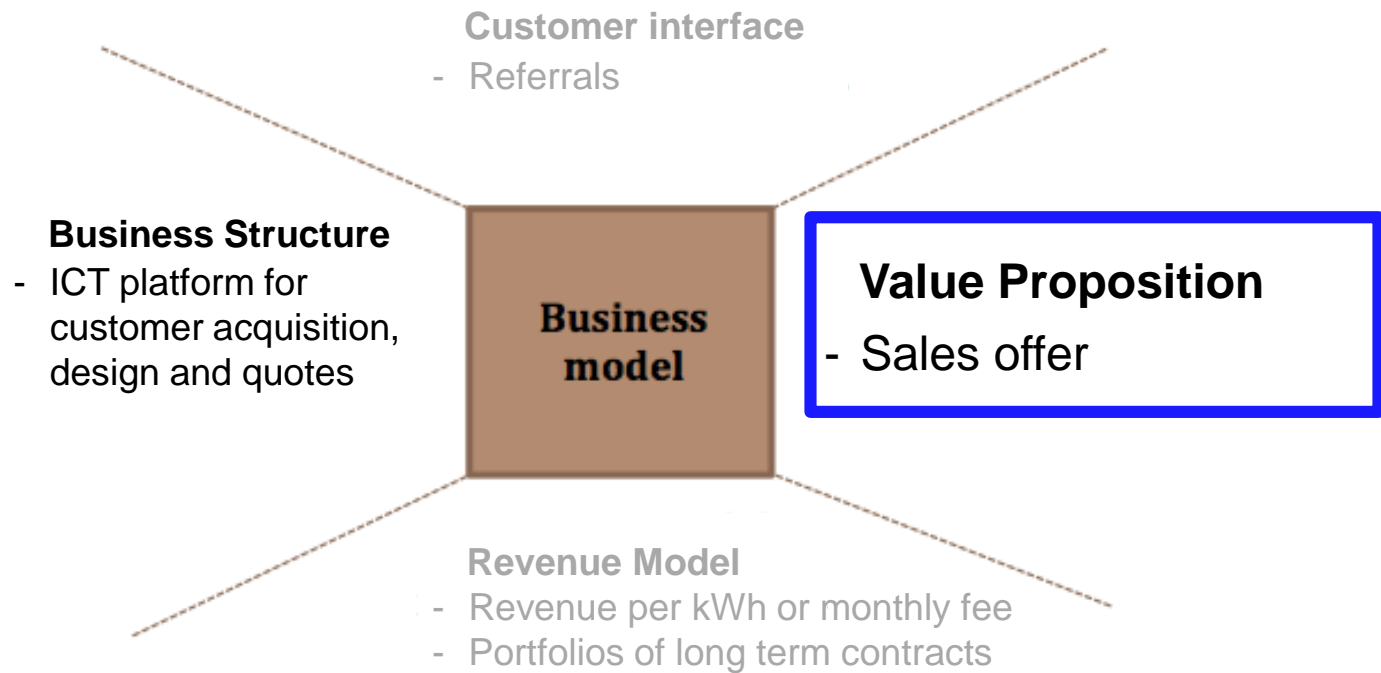 Customer interface
- Referrals
Business Structure
- ICT platform for
customer acquisition,
design and quotes
Business
model
Value Proposition
- Sales offer
Revenue Model
- Revenue per kWh or monthly fee
- Portfolios of long term contracts